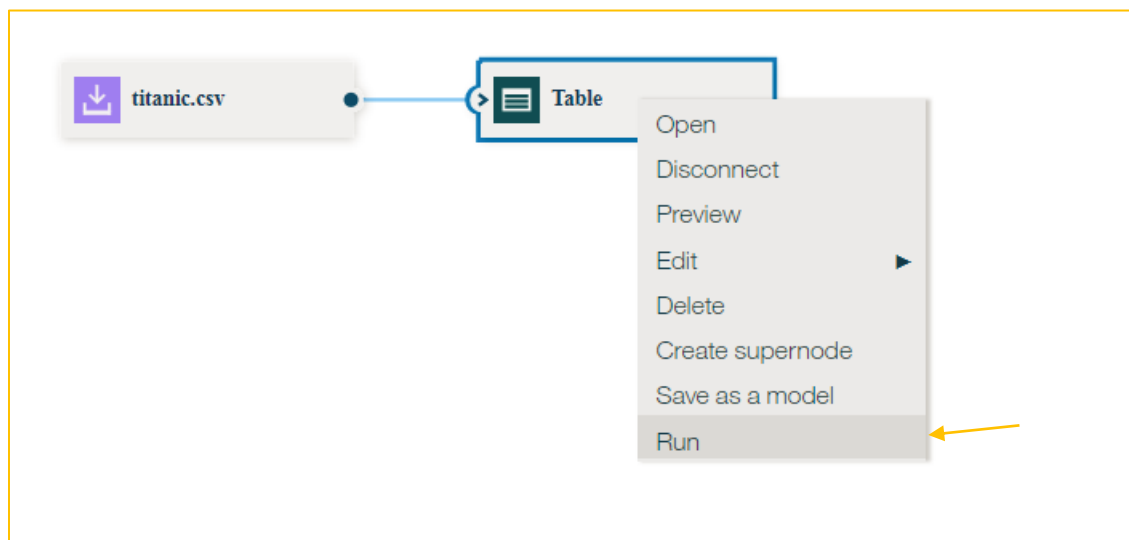 titanic.csv
Table
Open
Disconnect
Preview
Edit
Delete
Create supernode
Save as a model
Run